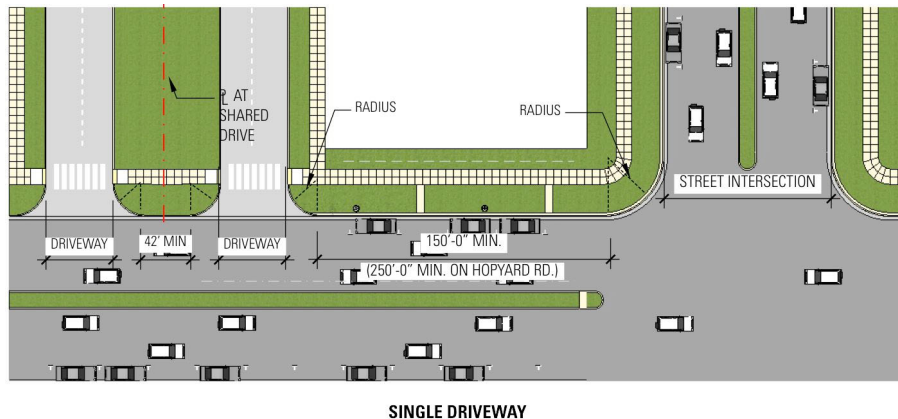 ℄ AT
SHARED
DRIVE
RADIUS
RADIUS
STREET INTERSECTION
DRIVEWAY
42' MIN
DRIVEWAY
150'-0" MIN.
(250'-0" MIN. ON HOPYARD RD.)
SINGLE DRIVEWAY